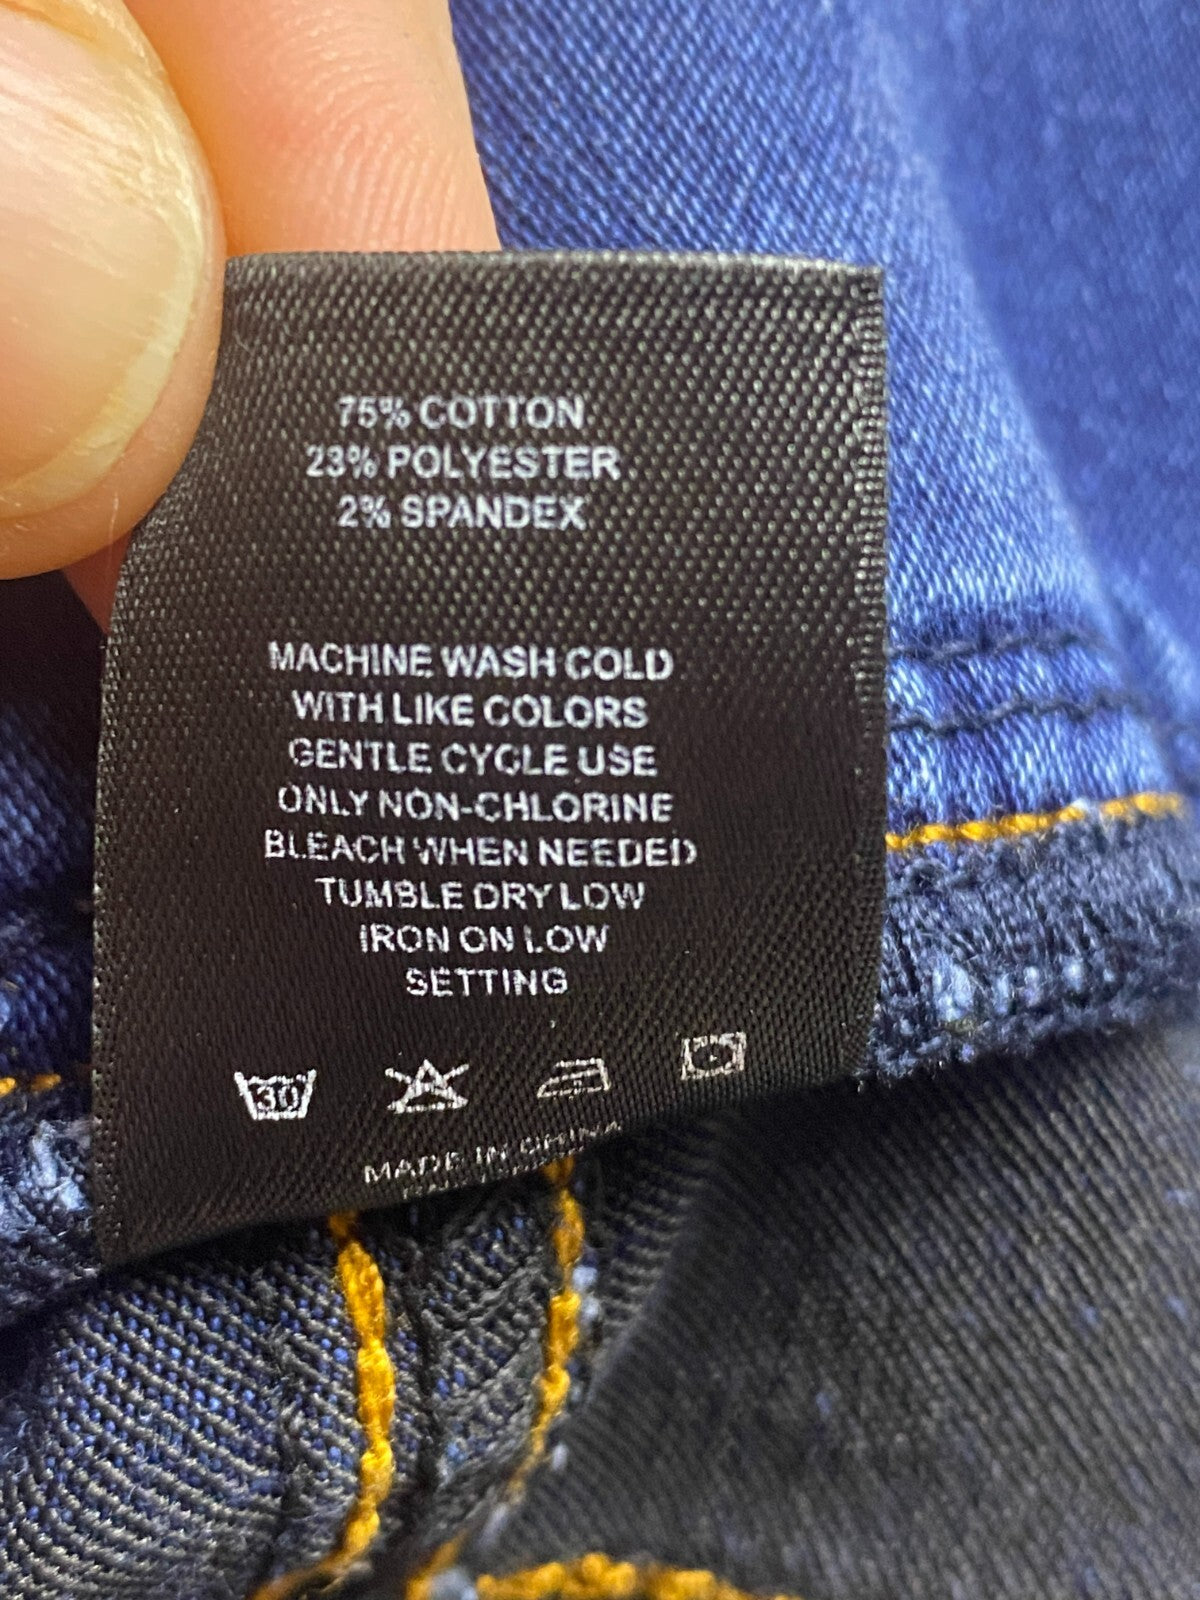 75% COTTON
23% POLYESTER
2% SPANDEX
MACHINE WASH COLD
WITH LIKE COLORS
GENTLE CYCLE USE
ONLY NON-CHLORINE
BLEACH WHEN NEEDED
TUMBLE DRY LOW
IRON ON LOW
SETTING
30
MADE IN CHINA